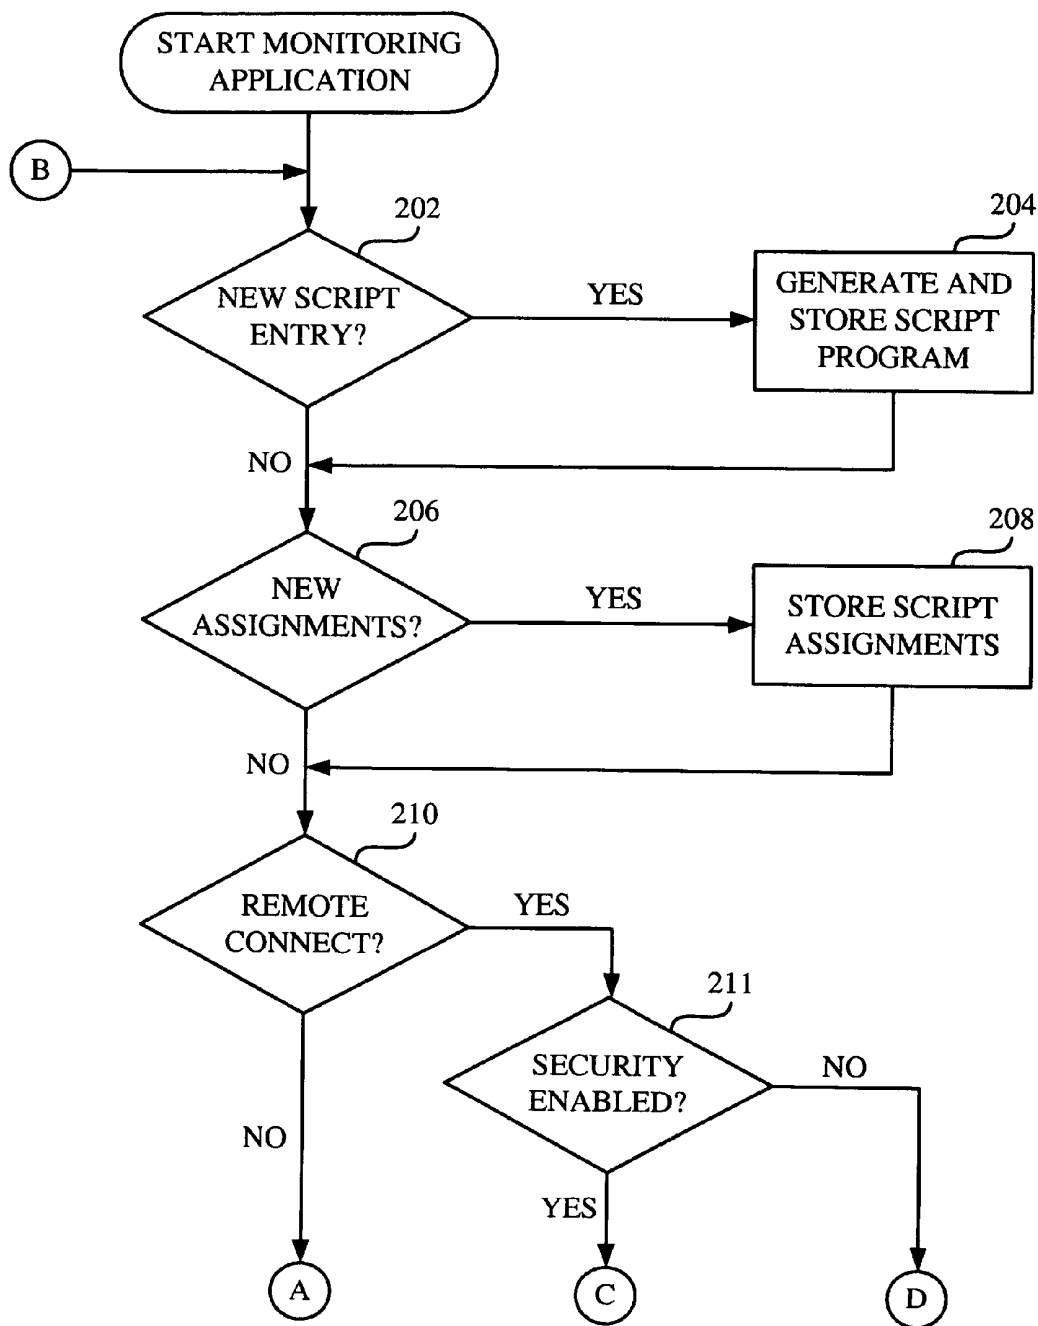 START MONITORING
APPLICATION
B
202
204
NEW SCRIPT
ENTRY?
YES
GENERATE AND
STORE SCRIPT
PROGRAM
NO
206
208
NEW
ASSIGNMENTS?
YES
STORE SCRIPT
ASSIGNMENTS
NO
210
REMOTE
CONNECT?
YES
211
SECURITY
ENABLED?
NO
NO
YES
A
C
D